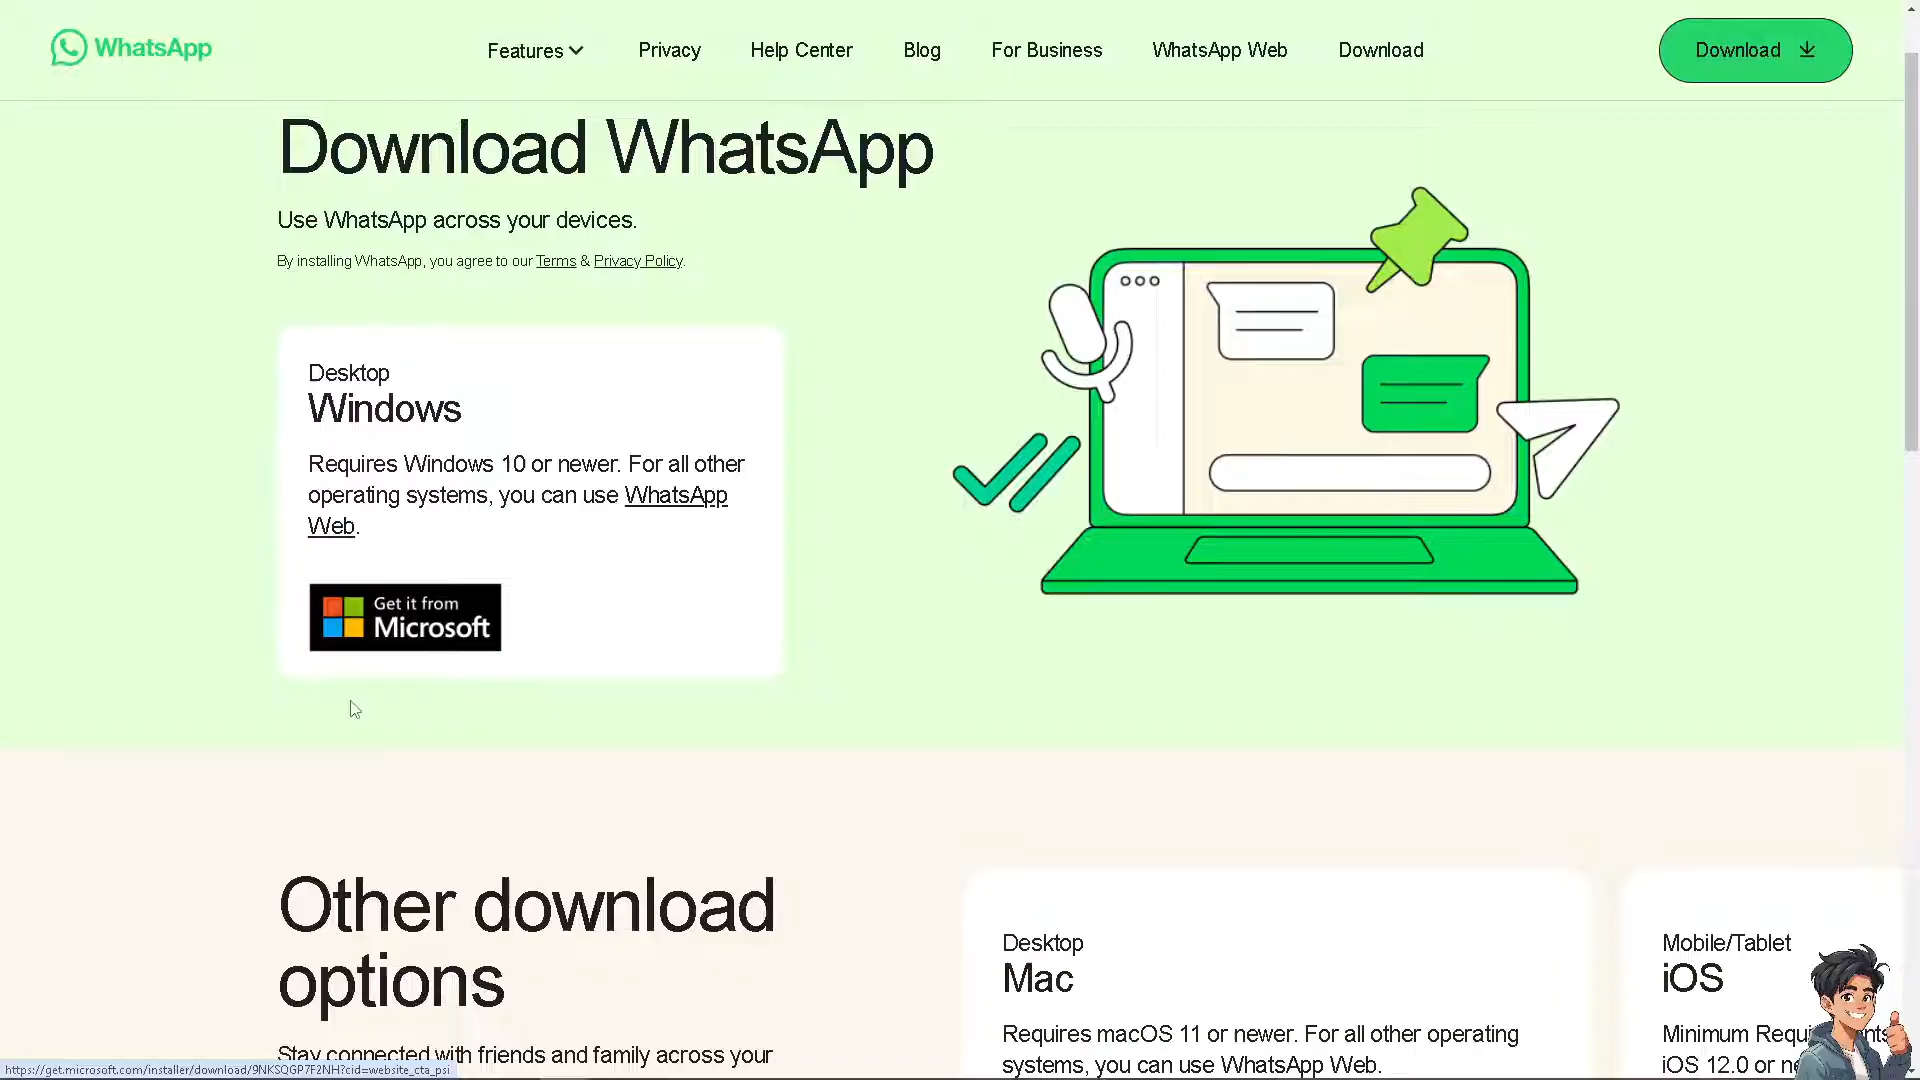 WhatsApp
Features
Privacy
Help Center
Blog
For Business
WhatsApp Web
Download
Download
Download WhatsApp
Use WhatsApp across your devices.
By installing WhatsApp, you agree to our Terms & Privacy Policy.
Desktop
Windows
Requires Windows 10 or newer. For all other
operating systems, you can use WhatsApp
Web.
Get it from
Microsoft
Other download
options
Stay connected with friends and family across your
Desktop
Mac
Requires macOS 11 or newer. For all other operating
systems, you can use WhatsApp Web.
Mobile/Tablet
iOS
Minimum
iOS 12.0 or
https://get.microsoft.com/installer/download/9NKSQGP7F2NH?cid=website_cta_psi